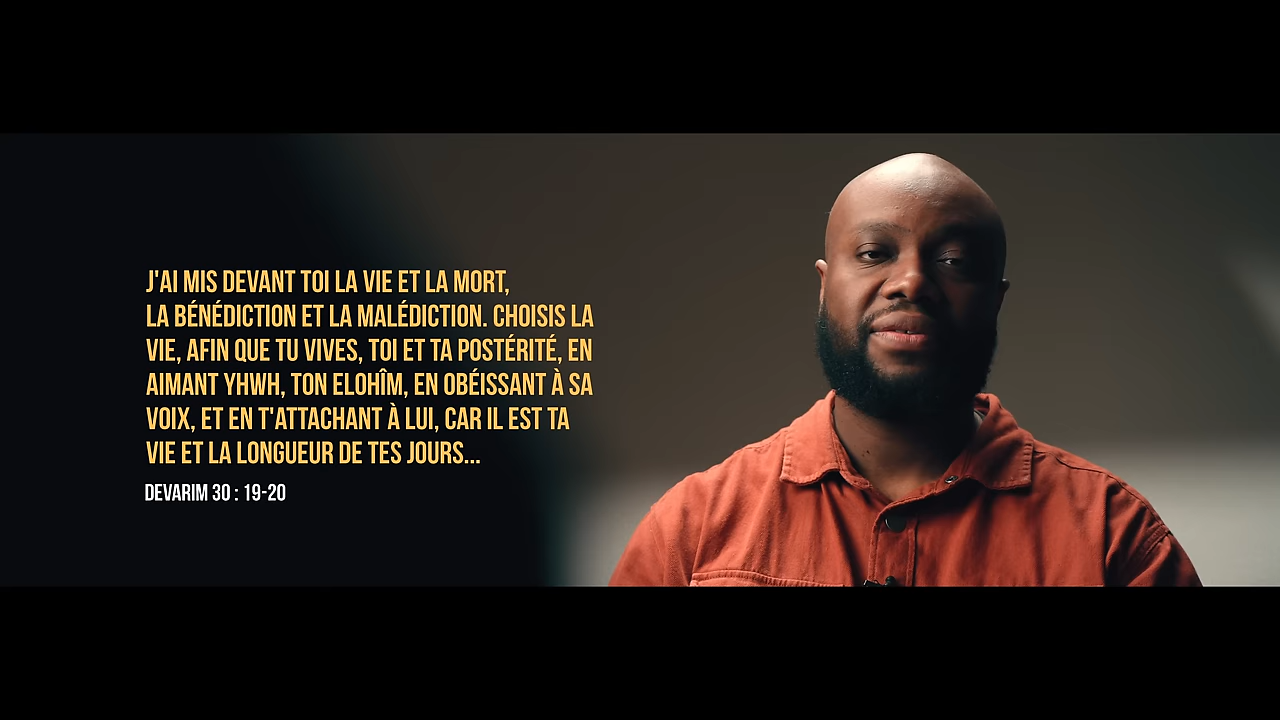 J'AI MIS DEVANT TOI LA VIE ET LA MORT,
LA BÉNÉDICTION ET LA MALÉDICTION. CHOISIS LA
VIE, AFIN QUE TU VIVES, TOI ET TA POSTÉRITÉ, EN
AIMANT YHWH, TON ELOHÎM, EN OBÉISSANT À SA
VOIX, ET EN T'ATTACHANT À LUI, CAR IL EST TA
VIE ET LA LONGUEUR DE TES JOURS...
DEVARIM 30 : 19-20